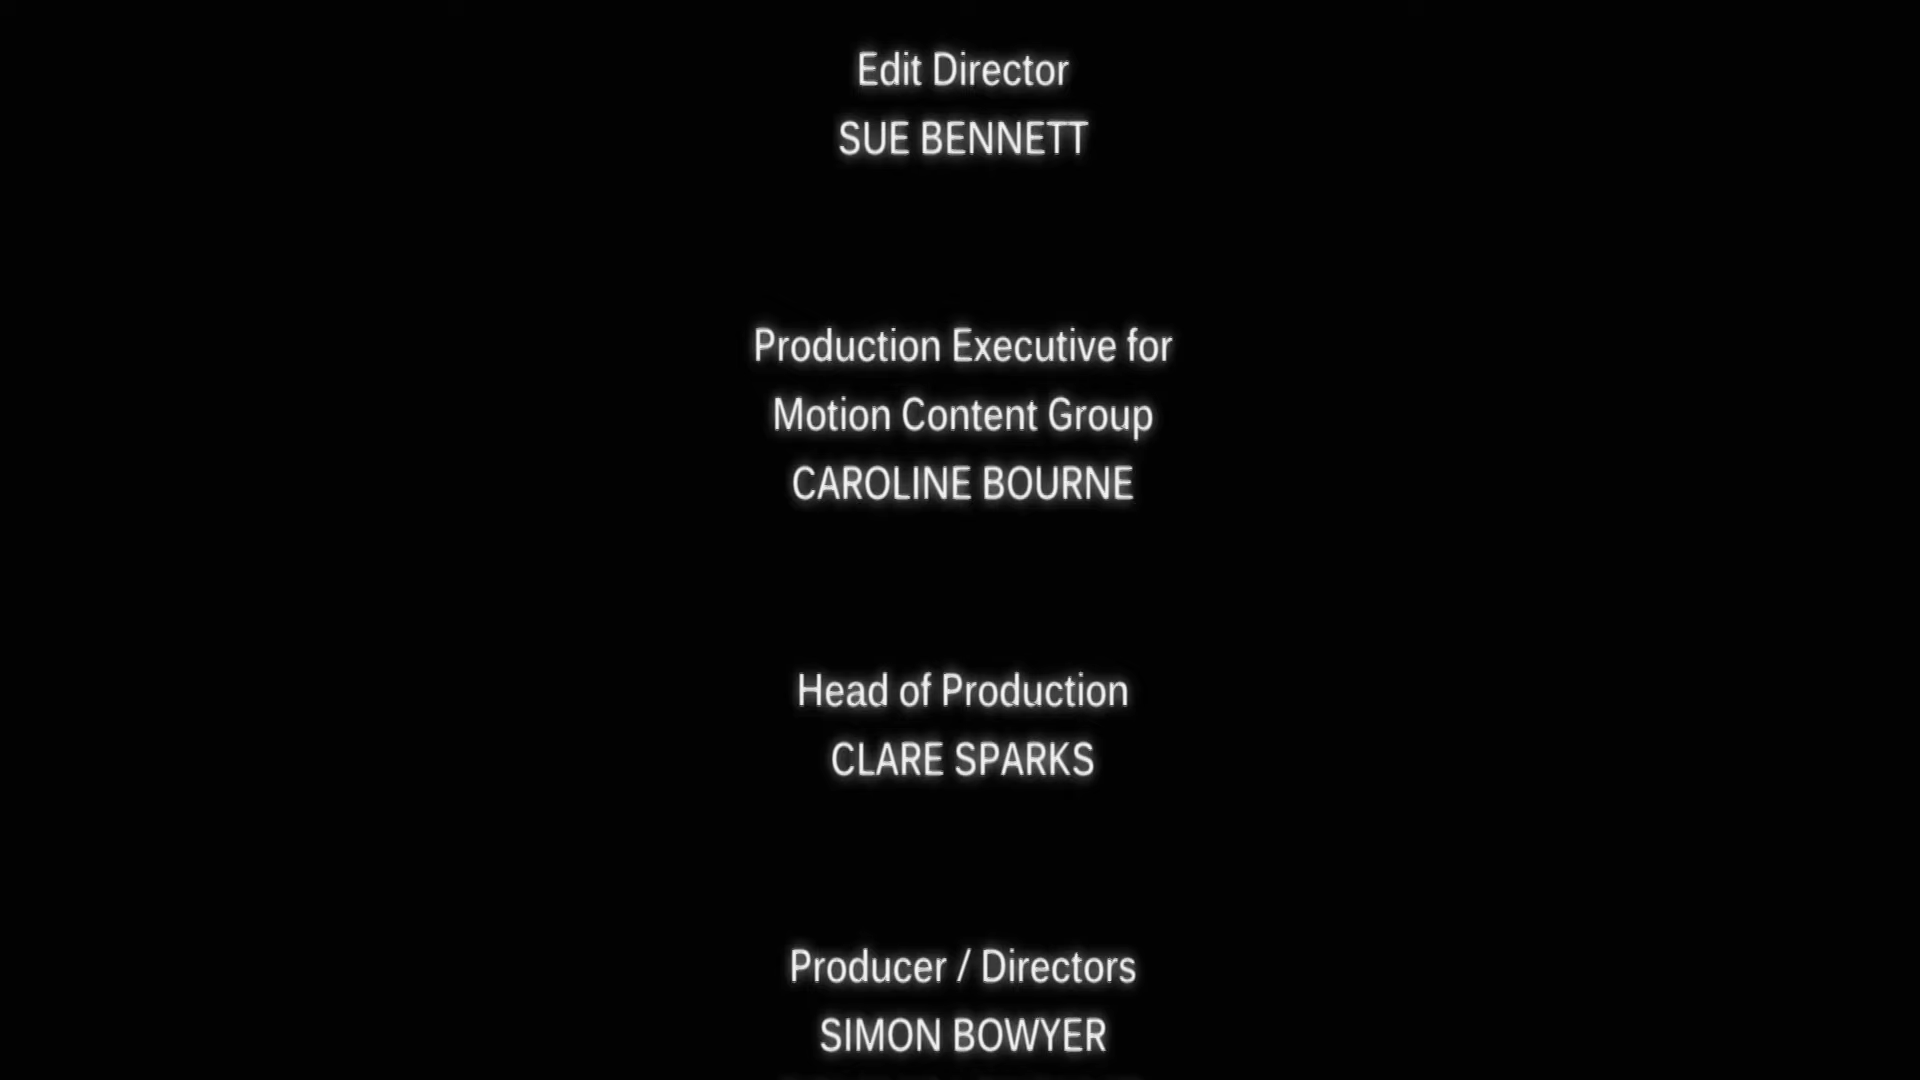 Edit Director
SUE BENNETT
Production Executive for
Motion Content Group
CAROLINE BOURNE
Head of Production
CLARE SPARKS
Producer / Directors
SIMON BOWYER